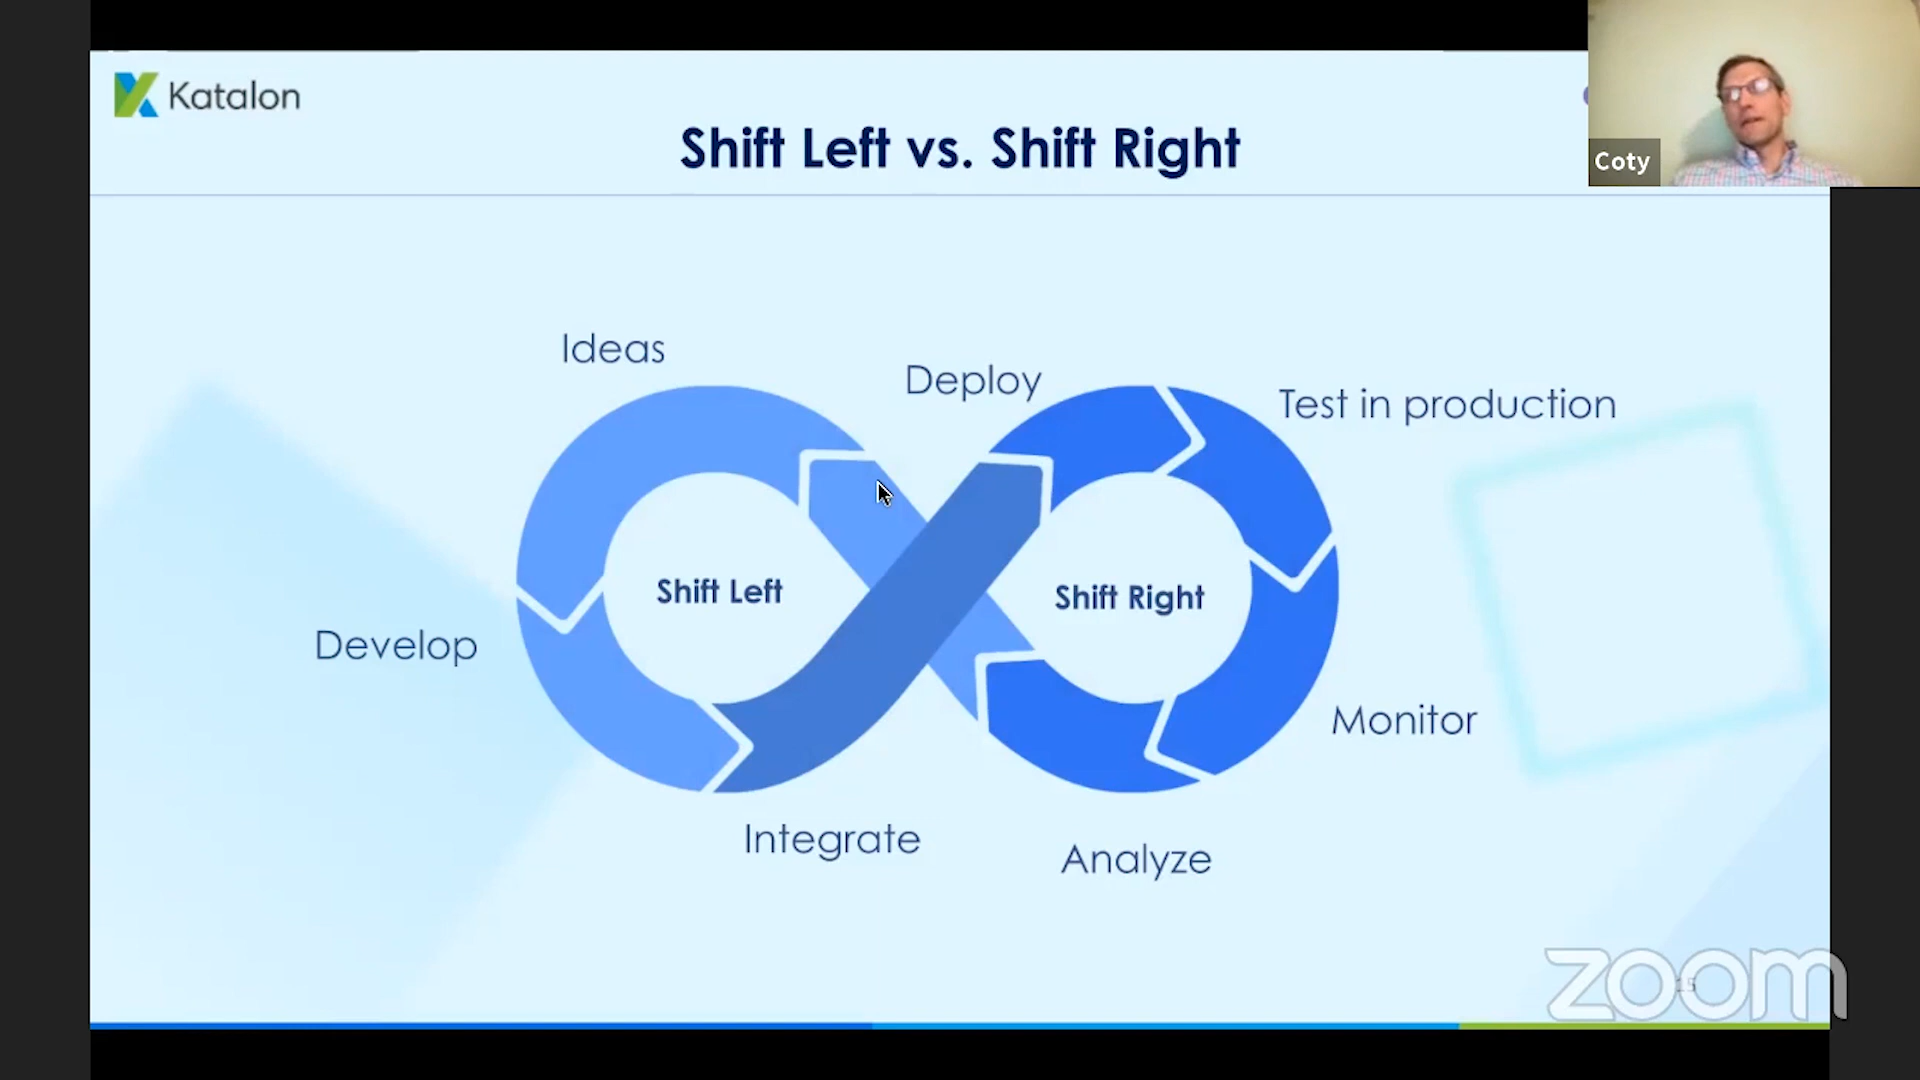 Katalon
Shift Left vs. Shift Right
Coty
Ideas
Deploy
Test in production
Shift Left
Shift Right
Develop
Monitor
Integrate
Analyze
15
zoom